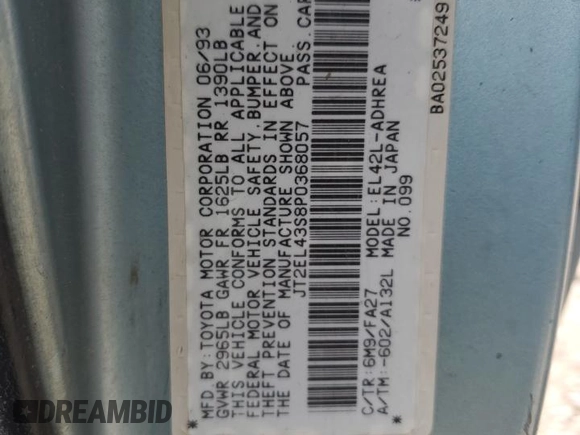 MFD. BY: TOYOTA MOTOR CORPORATION 06/93
GVWR 2965LB GAWR FR 1625LB RR 1390LB
THIS VEHICLE CONFORMS TO ALL APPLICABLE
FEDERAL MOTOR VEHICLE SAFETY, BUMPER, AND
THEFT PREVENTION STANDARDS IN EFFECT ON
THE DATE OF MANUFACTURE SHOWN ABOVE.
JT2EL43S8P0368057 PASS. CAR
C/TR: 6M9/FA27 MODEL: EL42L-ADHREA
A/TM: -602/A132L MADE IN JAPAN
NO. 099
BA02537249
DREAMBID